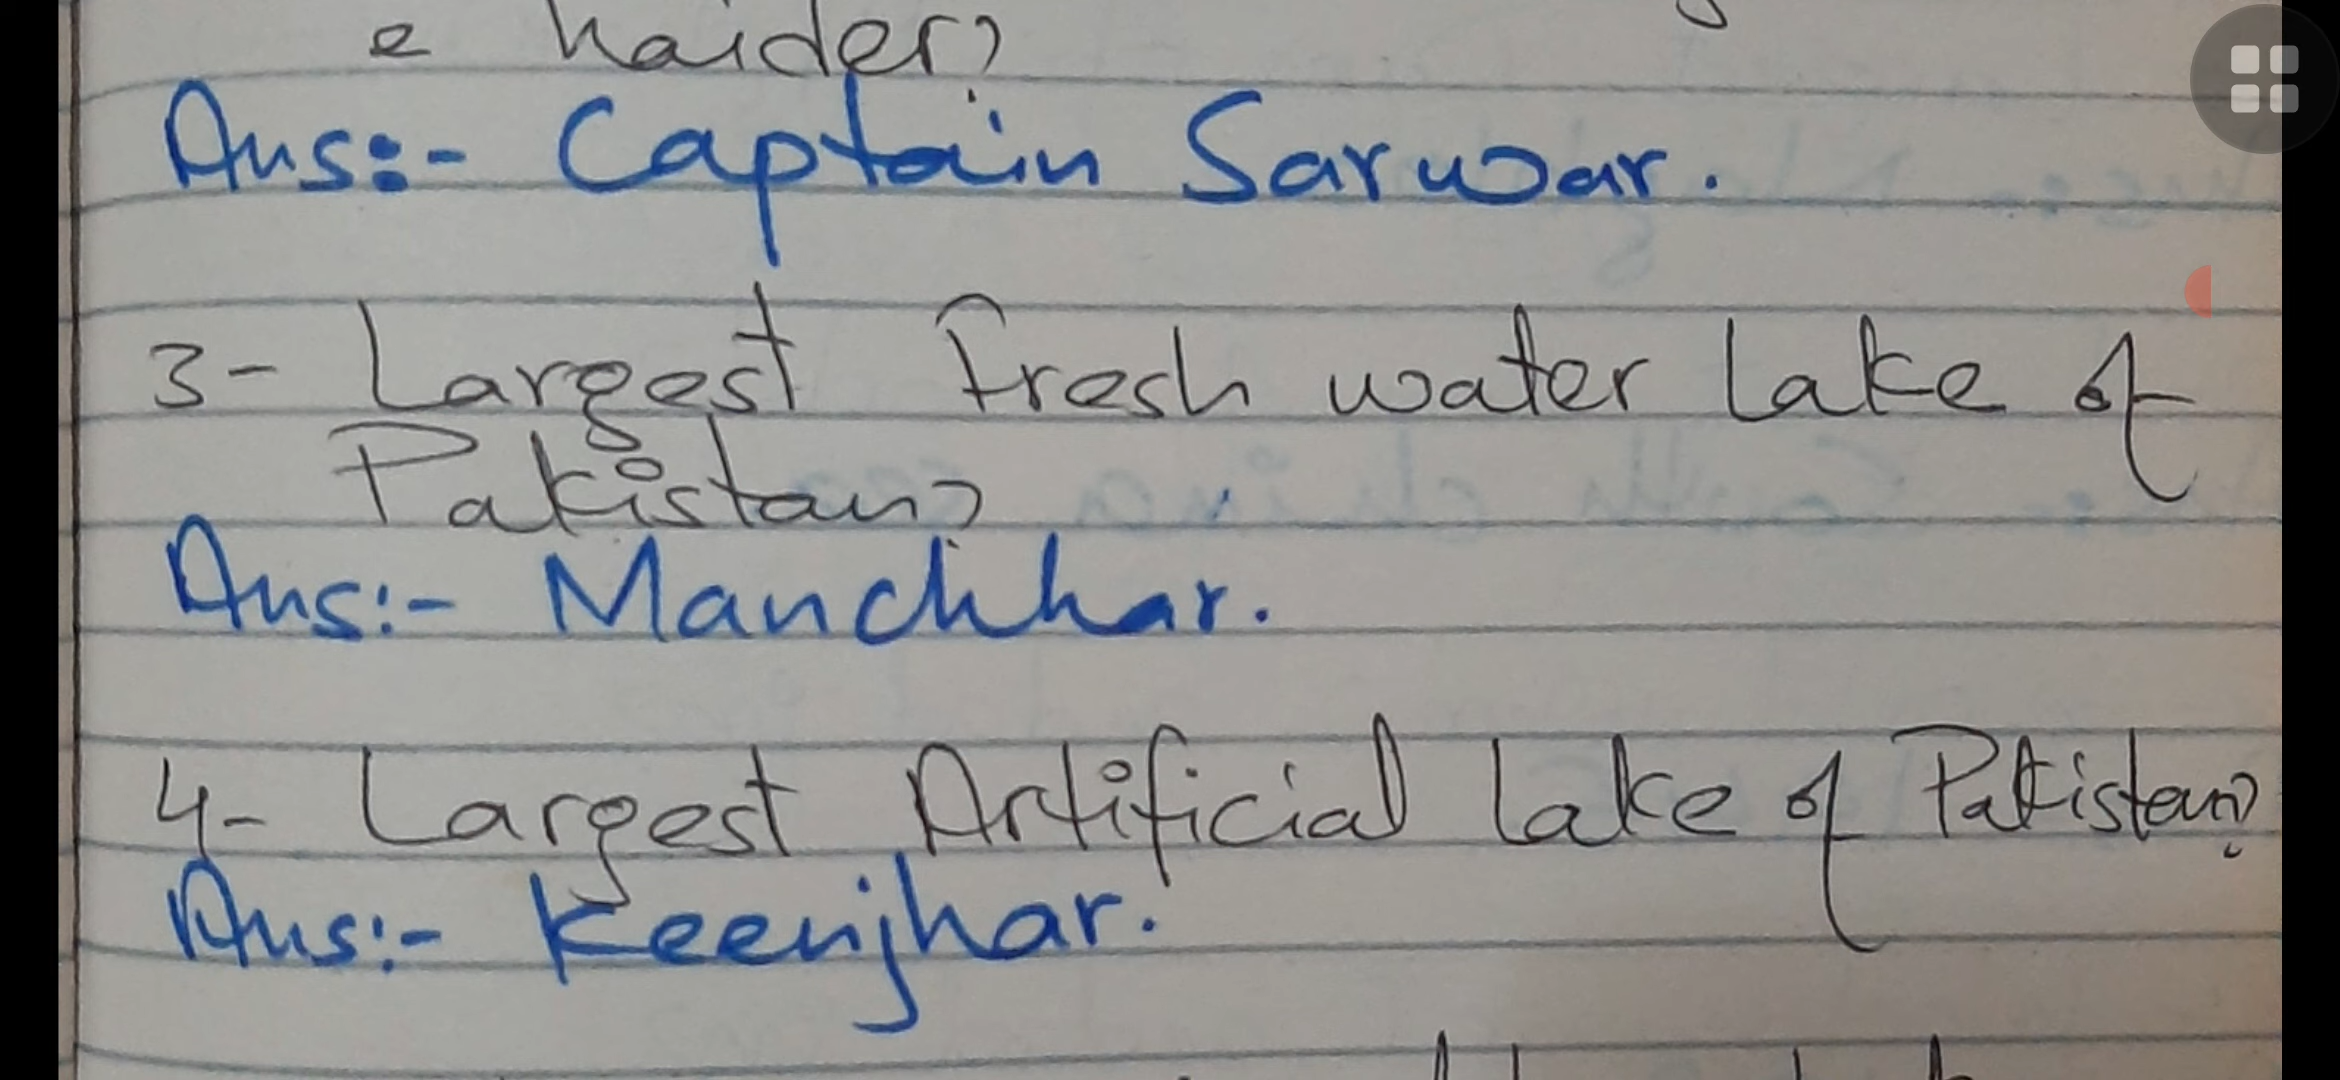 e haider?
Ans:- Captain Sarwar.
3- Largest fresh water lake of
Pakistan?
Ans:- Manchhar.
4- Largest Artificial lake of Pakistan?
Ans:- Keenjhar.